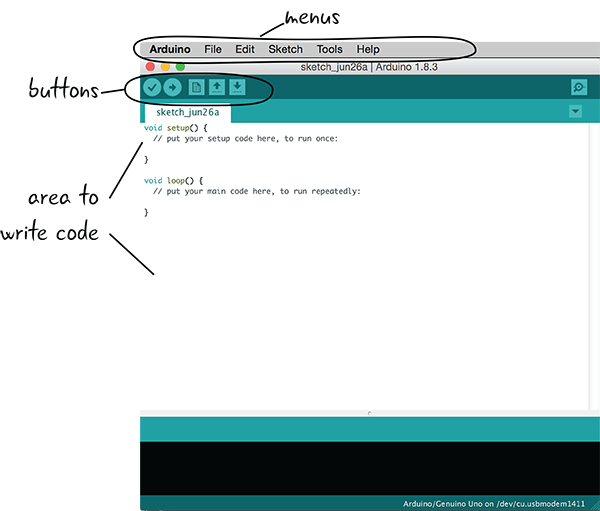 menus
Arduino File Edit Sketch Tools Help
sketch_jun26a | Arduino 1.8.3
buttons
sketch_jun26a
void setup() {
// put your setup code here, to run once:
}
void loop() {
// put your main code here, to run repeatedly:
}
area to
write code
Arduino/Genuino Uno on /dev/cu.usbmodem1411